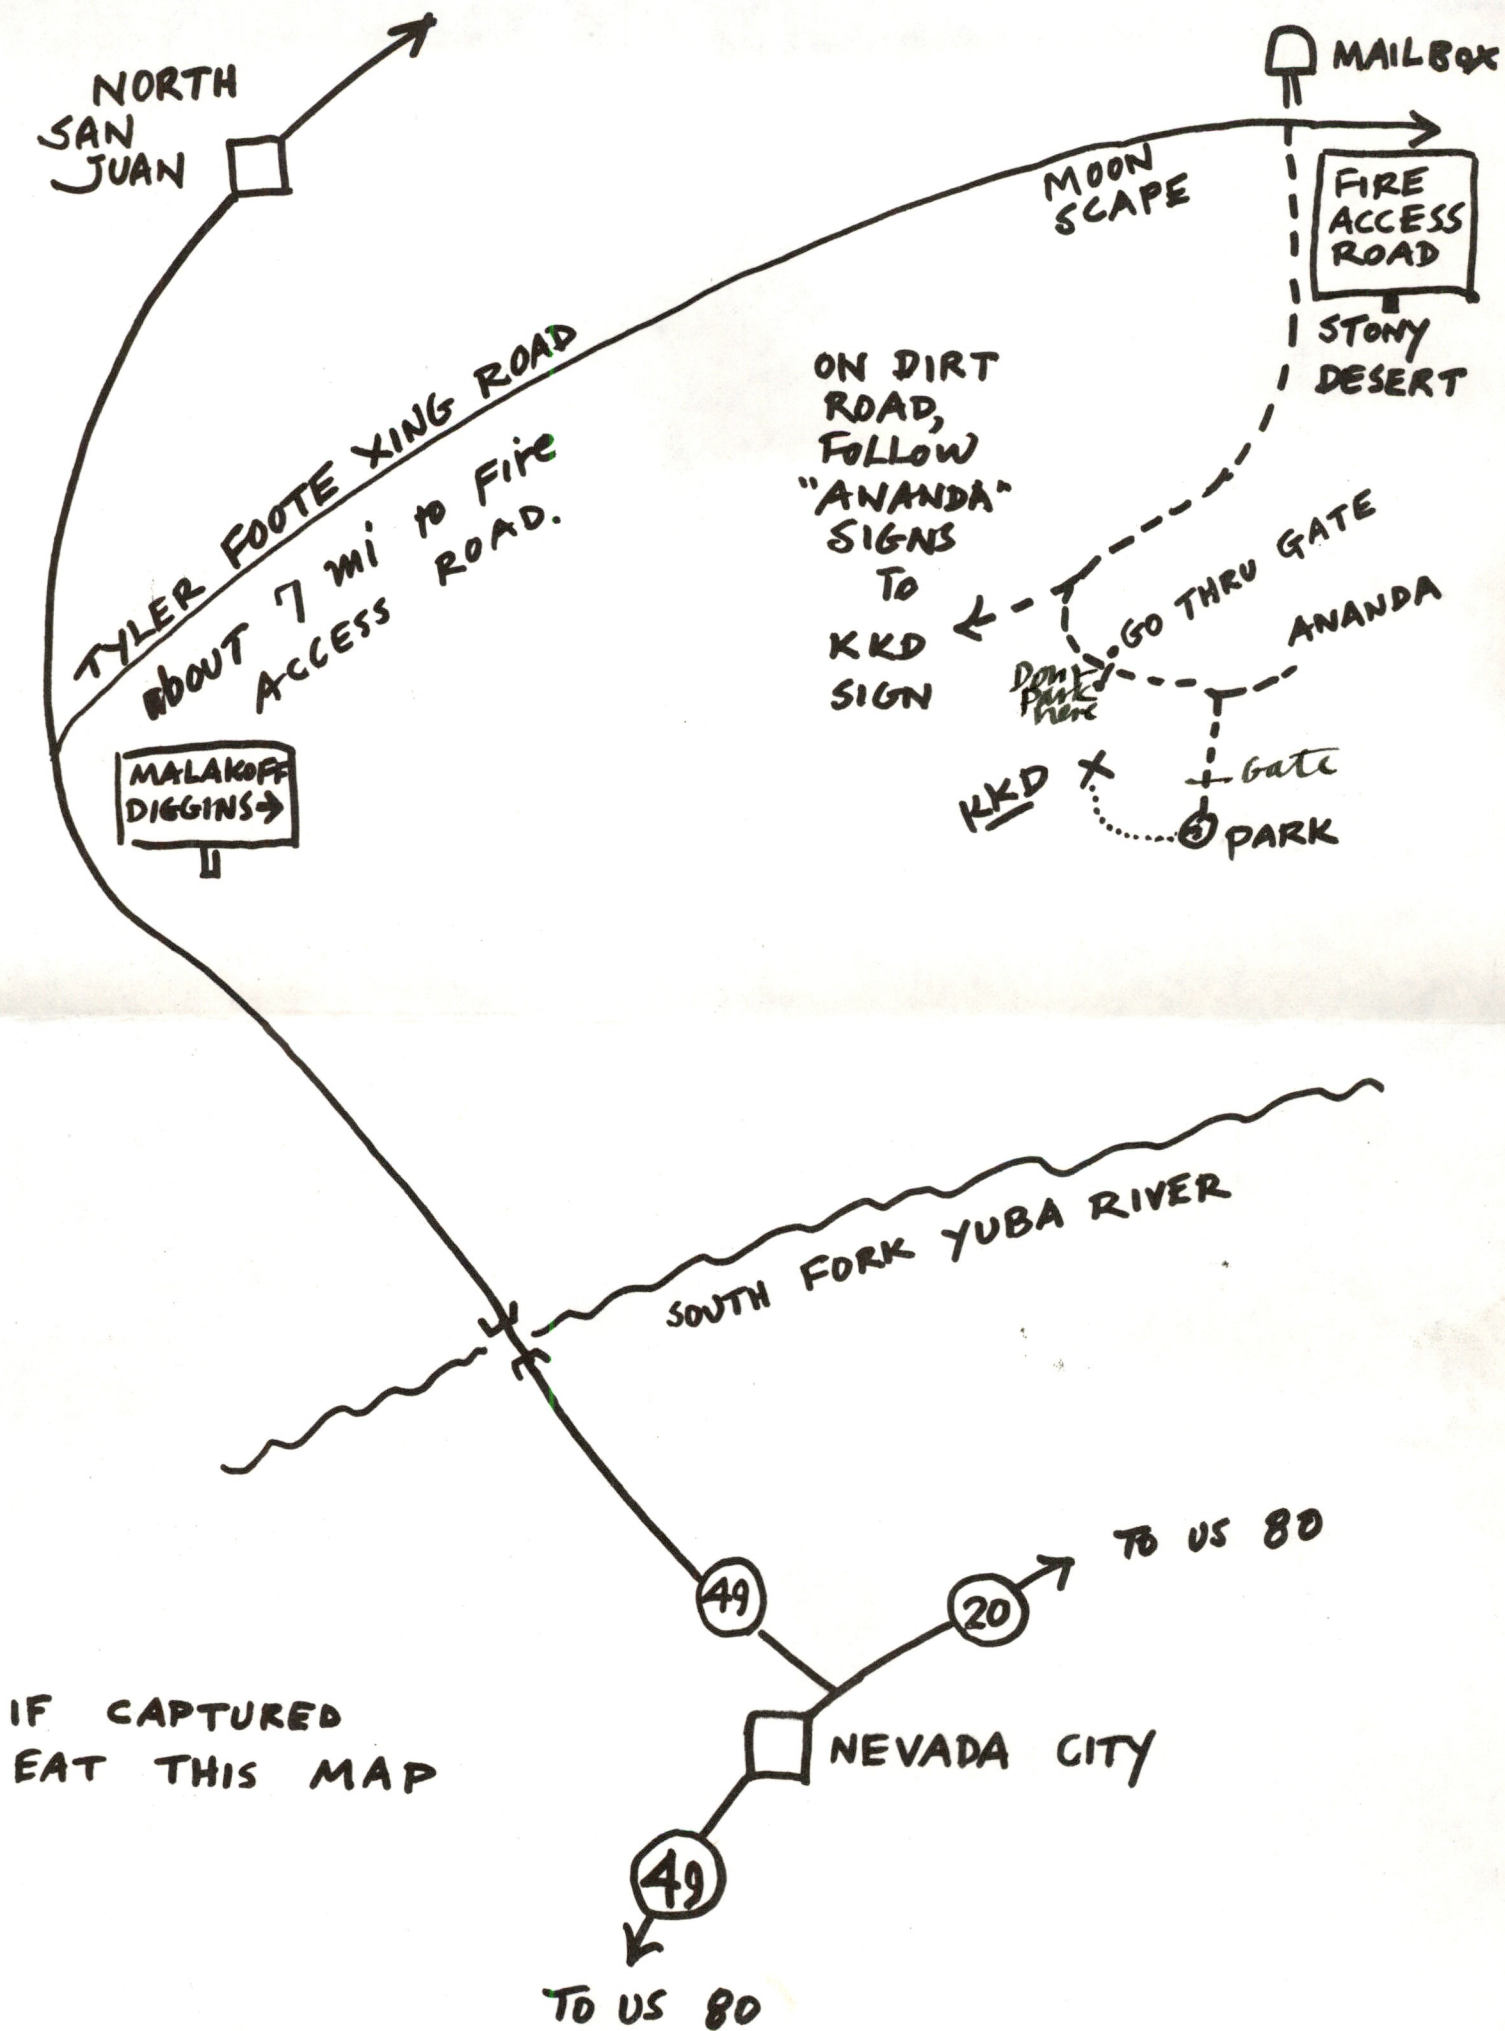 NORTH
SAN
JUAN
MAILBOX
MOON
SCAPE
FIRE
ACCESS
ROAD
STONY
DESERT
TYLER FOOTE XING ROAD
ABOUT 7 mi to FIRE
ACCESS ROAD.
ON DIRT
ROAD,
FOLLOW
"ANANDA"
SIGNS
TO
KKD
SIGN
GO THRU GATE
ANANDA
Dont
Park
here
Gate
KKD X
PARK
MALAKOFF
DIGGINS→
SOUTH FORK YUBA RIVER
TO US 80
49
20
IF CAPTURED
EAT THIS MAP
NEVADA CITY
49
TO US 80